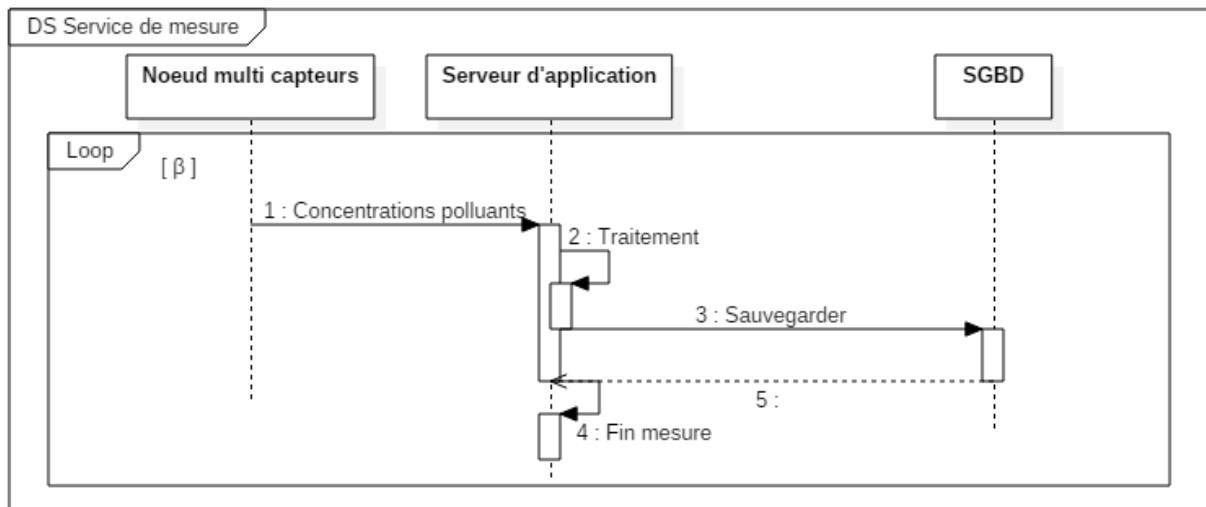 DS Service de mesure
Noeud multi capteurs
Serveur d'application
SGBD
Loop
[ β ]
1 : Concentrations polluants
2 : Traitement
3 : Sauvegarder
5 :
4 : Fin mesure